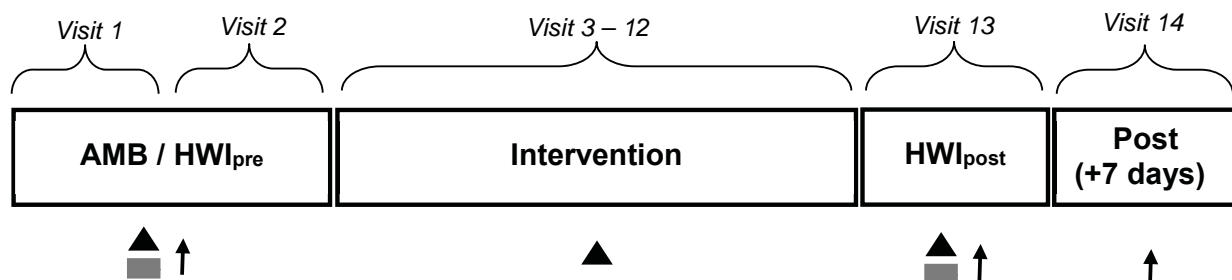 Visit 1 Visit 2 Visit 3 – 12 Visit 13 Visit 14
AMB / HWIpre Intervention HWIpost Post
(+7 days)